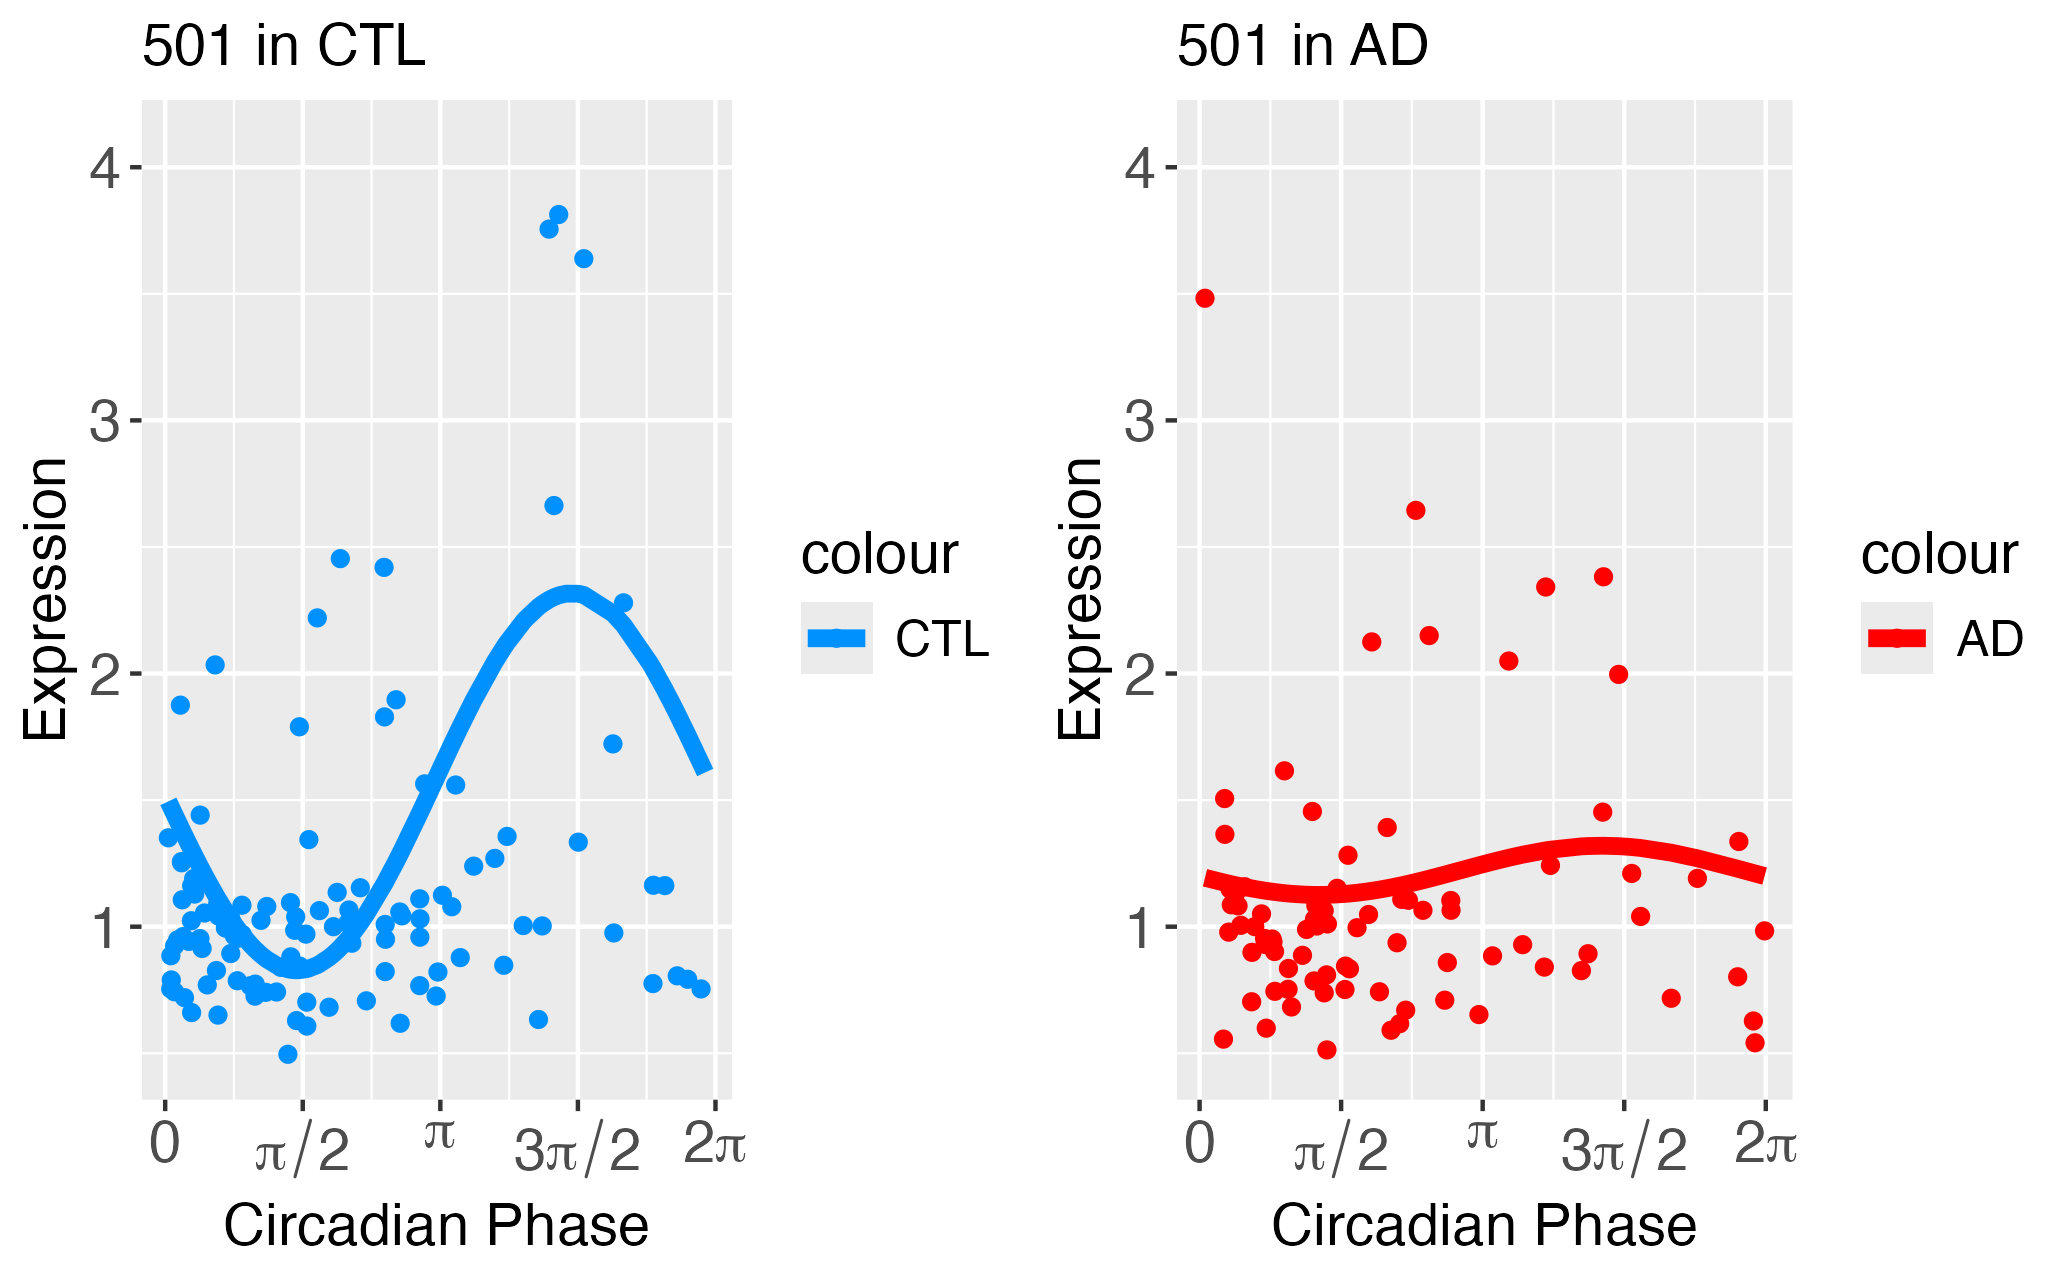 501 in CTL
4
3
2
1
Expression
0
π/2
π
3π/2
2π
Circadian Phase
colour
CTL
501 in AD
4
3
2
1
Expression
0
π/2
π
3π/2
2π
Circadian Phase
colour
AD